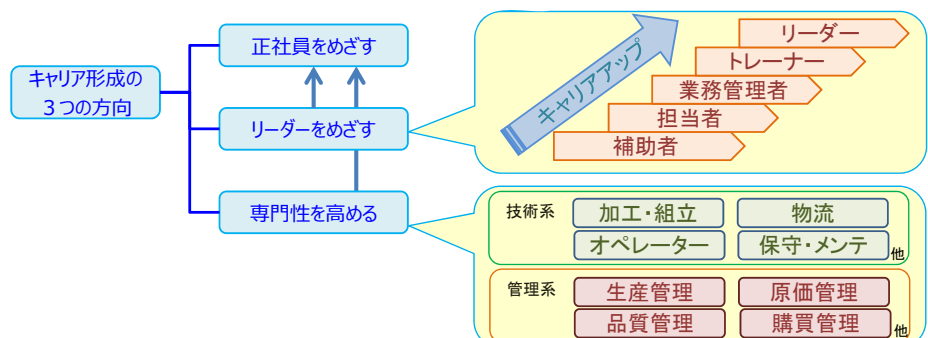 キャリア形成の
３つの方向
正社員をめざす
リーダーをめざす
専門性を高める
キャリアアップ
リーダー
トレーナー
業務管理者
担当者
補助者
技術系
加工・組立
物流
オペレーター
保守・メンテ
他
管理系
生産管理
原価管理
品質管理
購買管理
他